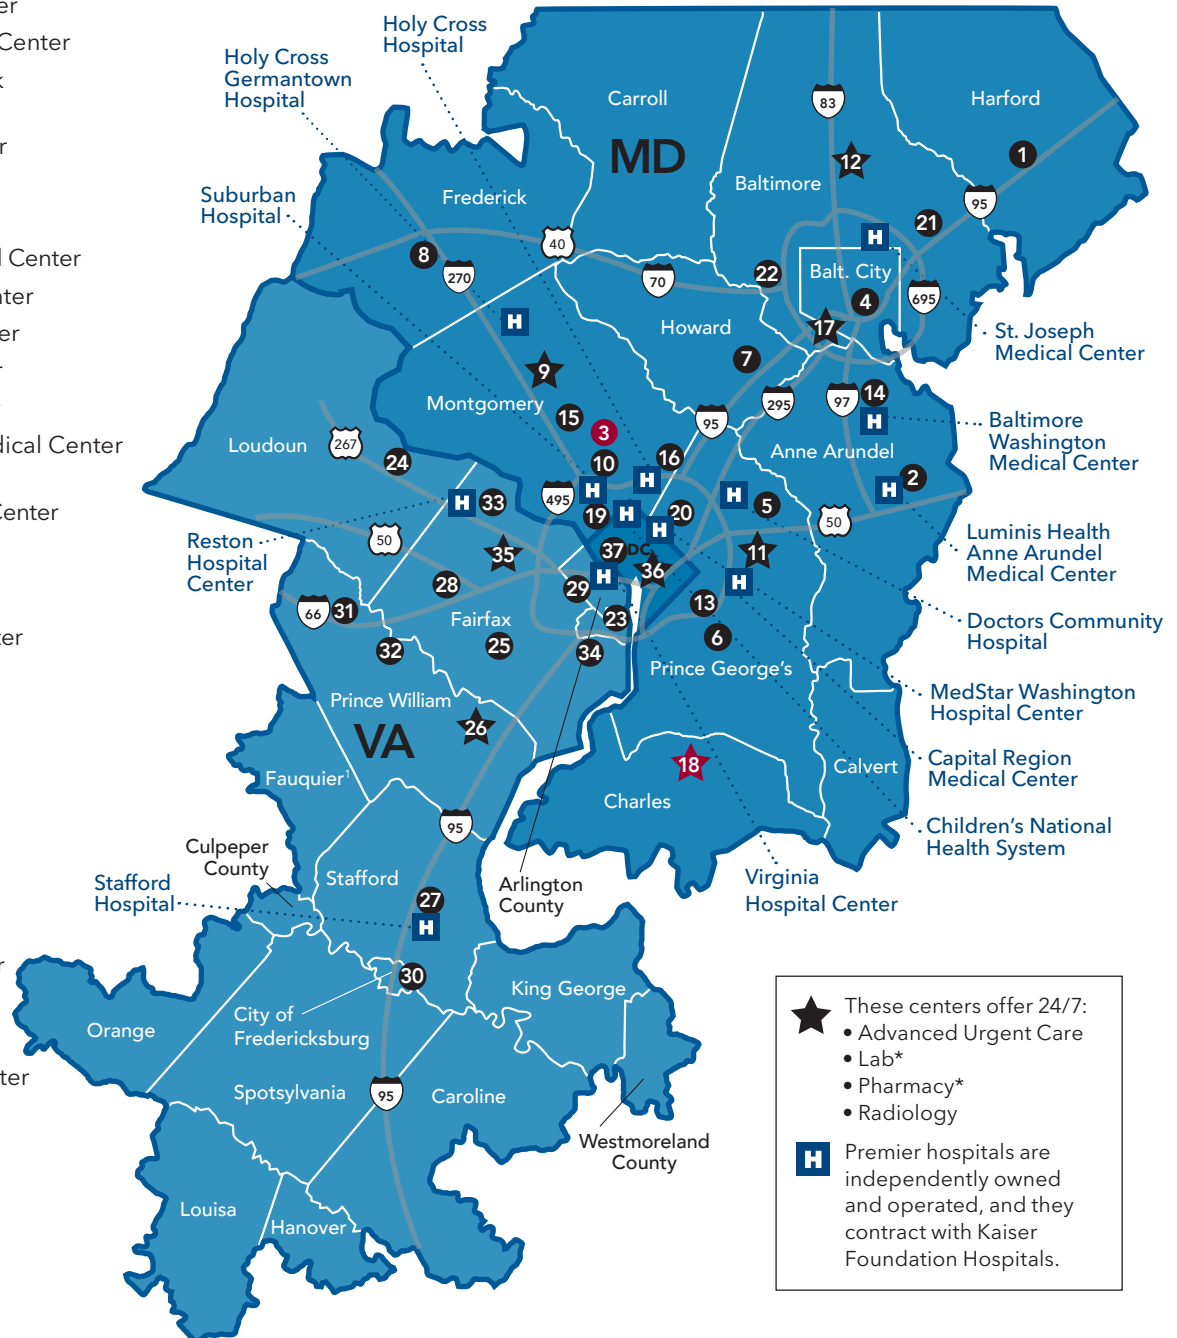 er
Center
r
l Center
nter
er
dical Center
Center
ter
r
ter
Holy Cross
Hospital
Holy Cross
Germantown
Hospital
Suburban
Hospital
Carroll
83
Harford
MD
12
1
Baltimore
Frederick
95
21
40
8
270
70
22
Balt. City
4
695
Howard
17
St. Joseph
Medical Center
7
9
Montgomery
295
97
14
15
3
95
Baltimore
Washington
Medical Center
Loudoun
267
24
10
16
Anne Arundel
2
33
495
19
20
5
50
Reston
Hospital
Center
50
35
37
DC
36
11
Luminis Health
Anne Arundel
Medical Center
28
29
66
31
Fairfax
23
13
Doctors Community
Hospital
32
25
34
6
Prince George's
Prince William
MedStar Washington
Hospital Center
VA
26
18
Calvert
Capital Region
Medical Center
Fauquier1
Charles
95
Children's National
Health System
Culpeper
County
Stafford
Arlington
County
Virginia
Hospital Center
Stafford
Hospital
27
H
30
King George
City of
Fredericksburg
Orange
Spotsylvania
95
Caroline
Westmoreland
County
Louisa
Hanover
These centers offer 24/7:
• Advanced Urgent Care
• Lab*
• Pharmacy*
• Radiology
H
Premier hospitals are
independently owned
and operated, and they
contract with Kaiser
Foundation Hospitals.